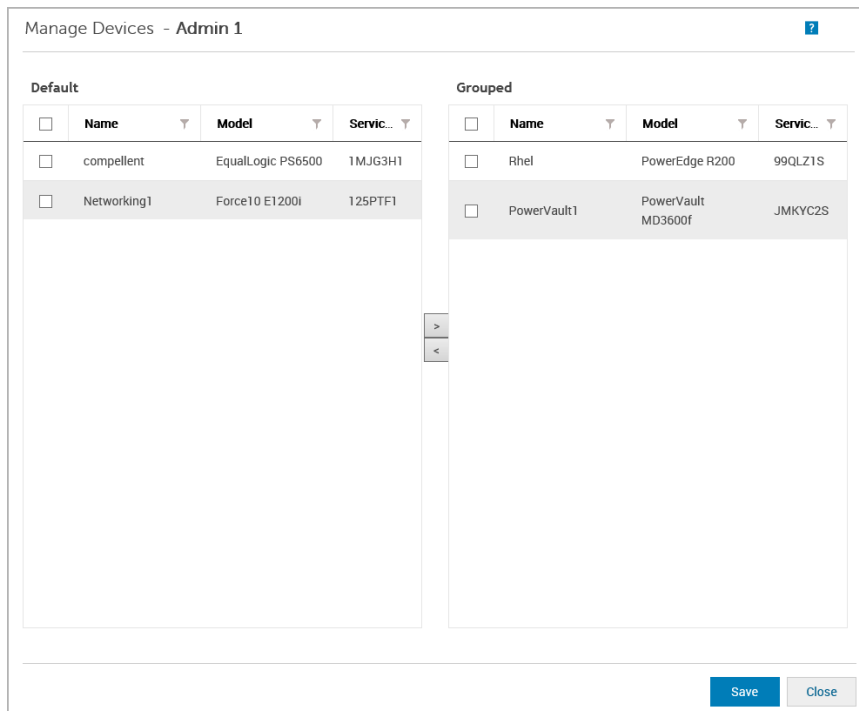 Manage Devices - Admin 1 ?
Default
Name Model Servic...
compellent EqualLogic PS6500 1MJG3H1
Networking1 Force10 E1200i 125PTF1
>
<
Grouped
Name Model Servic...
Rhel PowerEdge R200 99QLZ1S
PowerVault1 PowerVault MD3600f JMKYC2S
Save Close